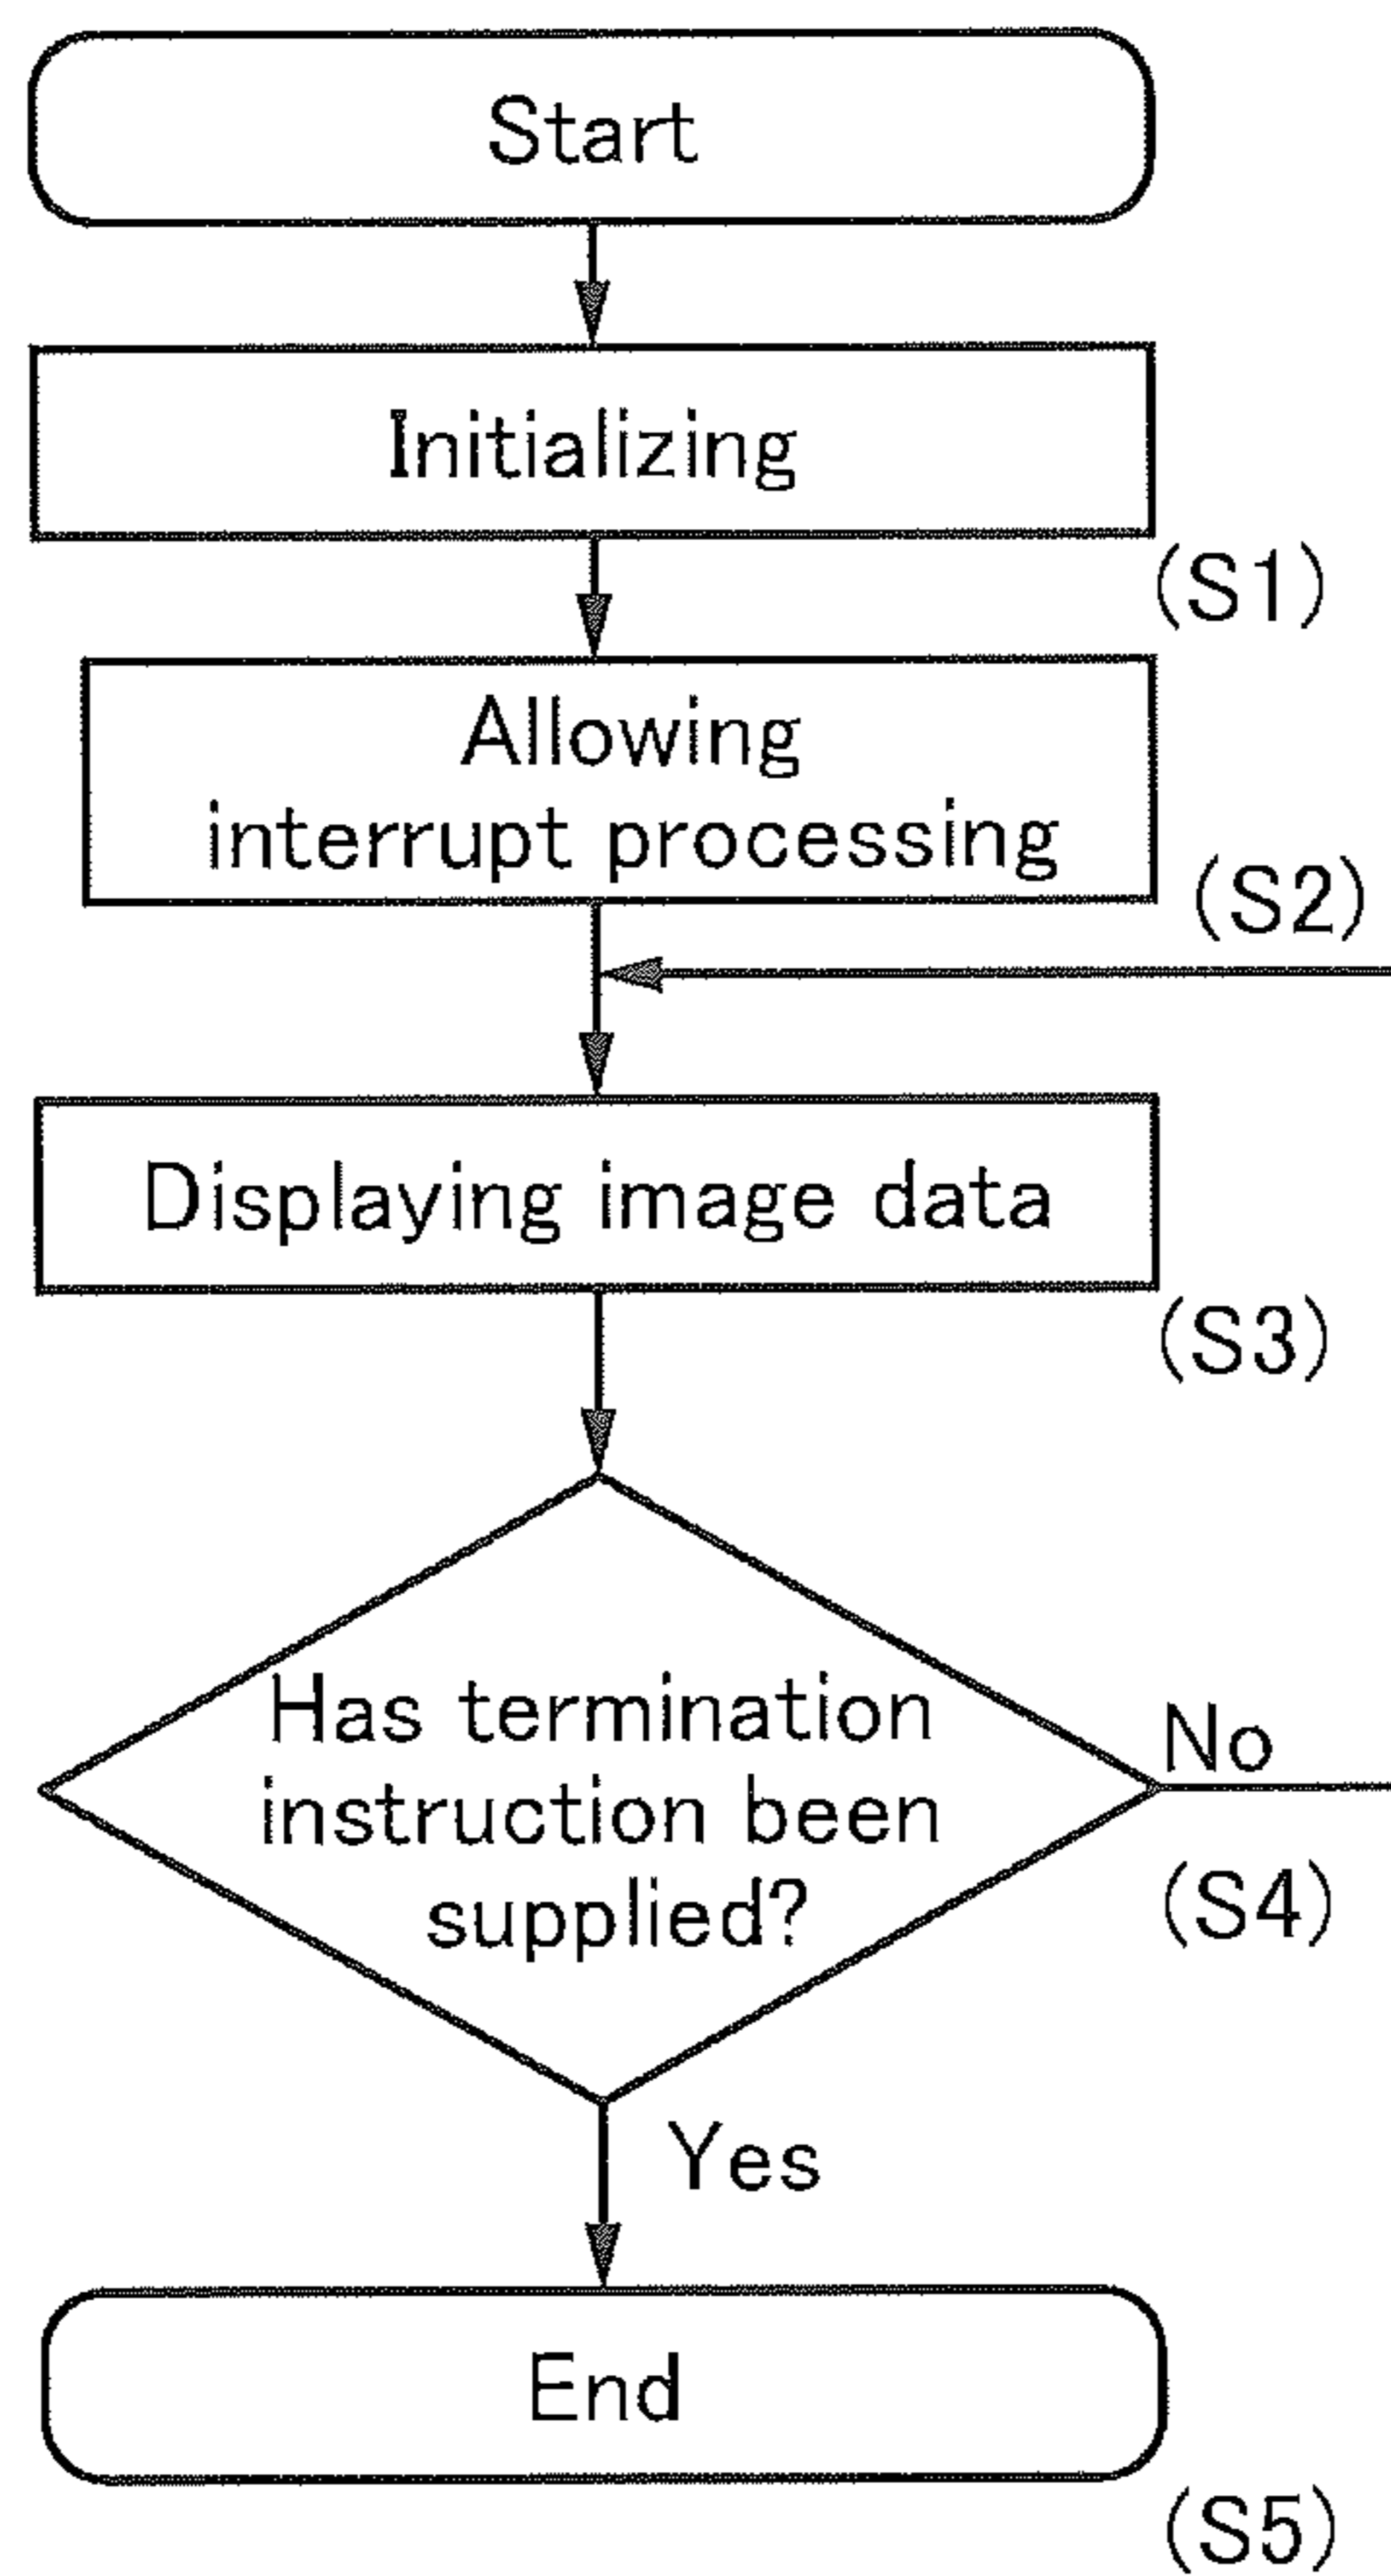 Start
Initializing
(S1)
Allowing
interrupt processing
(S2)
Displaying image data
(S3)
Has termination
instruction been
supplied?
No
(S4)
Yes
End
(S5)